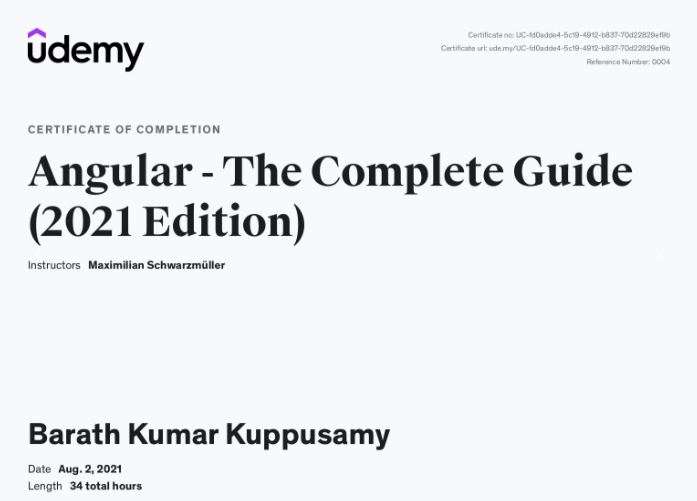 udemy
Certificate no: UC-fd0adde4-5c19-4912-b837-70d22829ef9b
Certificate url: ude.my/UC-fd0adde4-5c19-4912-b837-70d22829ef9b
Reference Number: 0004
CERTIFICATE OF COMPLETION
Angular - The Complete Guide
(2021 Edition)
Instructors Maximilian Schwarzmüller
Barath Kumar Kuppusamy
Date Aug. 2, 2021
Length 34 total hours